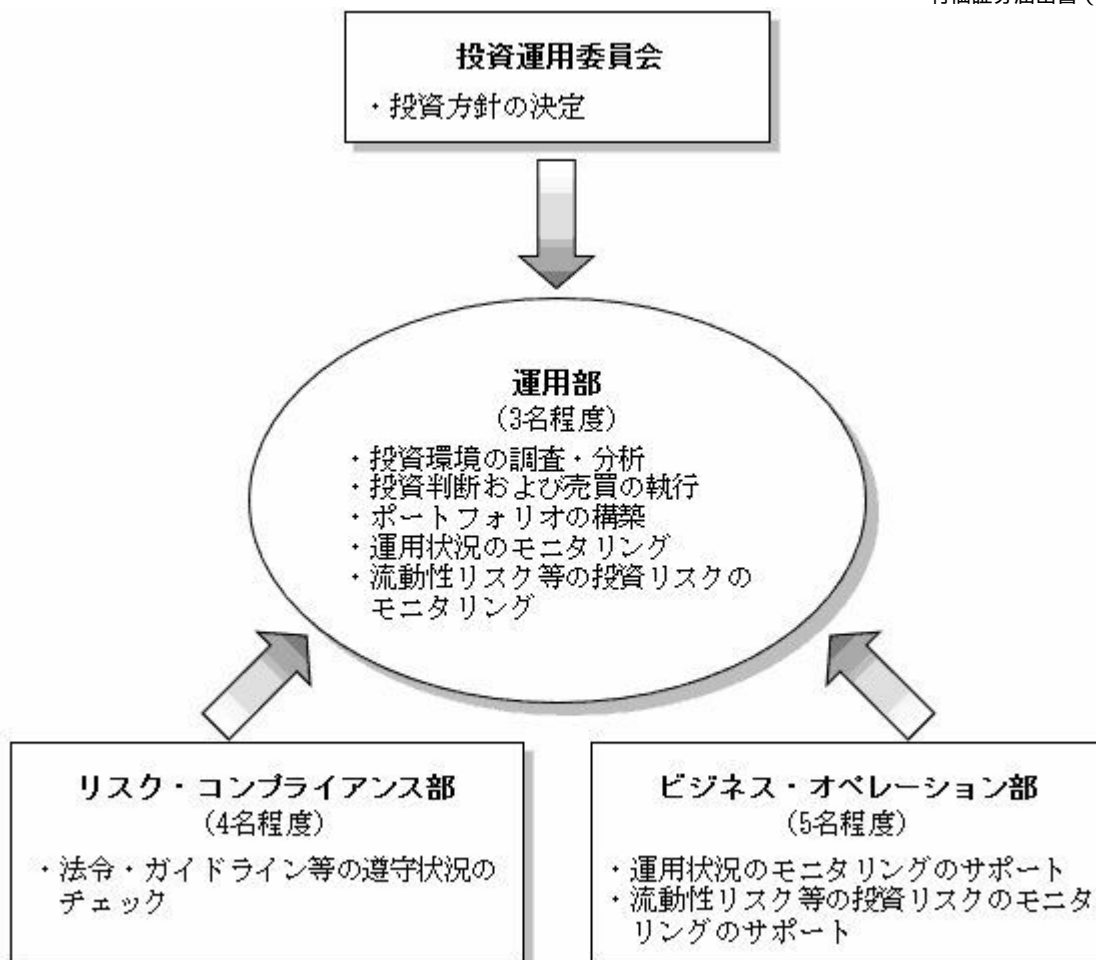 投資運用委員会
・投資方針の決定
運用部
(3名程度)
・投資環境の調査・分析
・投資判断および売買の執行
・ポートフォリオの構築
・運用状況のモニタリング
・流動性リスク等の投資リスクの
モニタリング
リスク・コンプライアンス部
(4名程度)
・法令・ガイドライン等の遵守状況の
チェック
ビジネス・オペレーション部
(5名程度)
・運用状況のモニタリングのサポート
・流動性リスク等の投資リスクのモニタ
リングのサポート